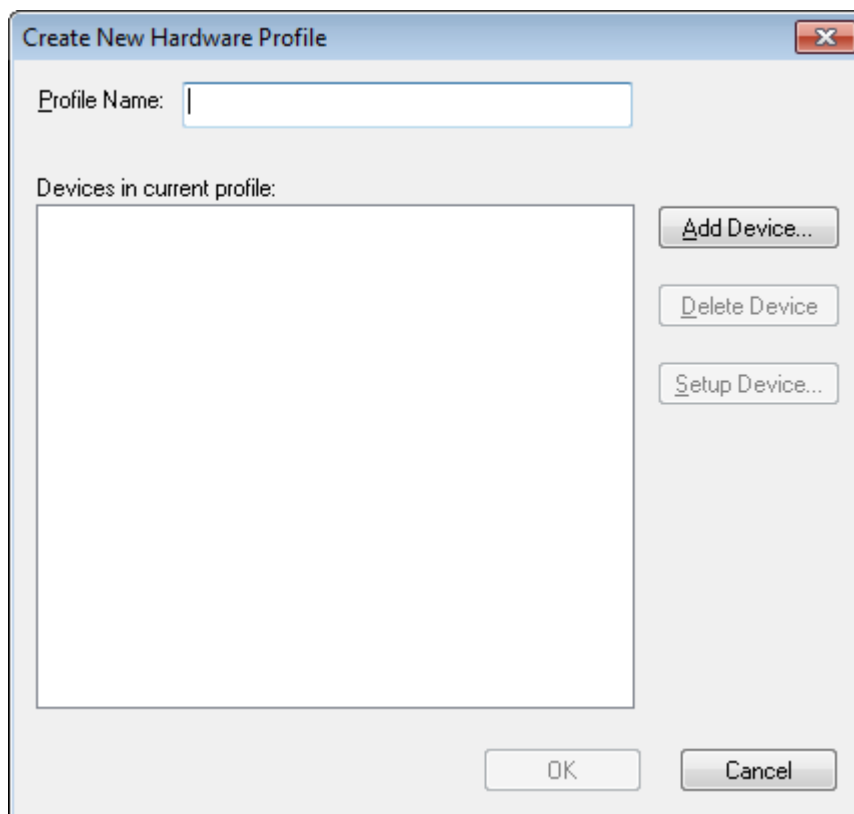 Create New Hardware Profile
Profile Name:
Devices in current profile:
Add Device...
Delete Device
Setup Device...
OK
Cancel